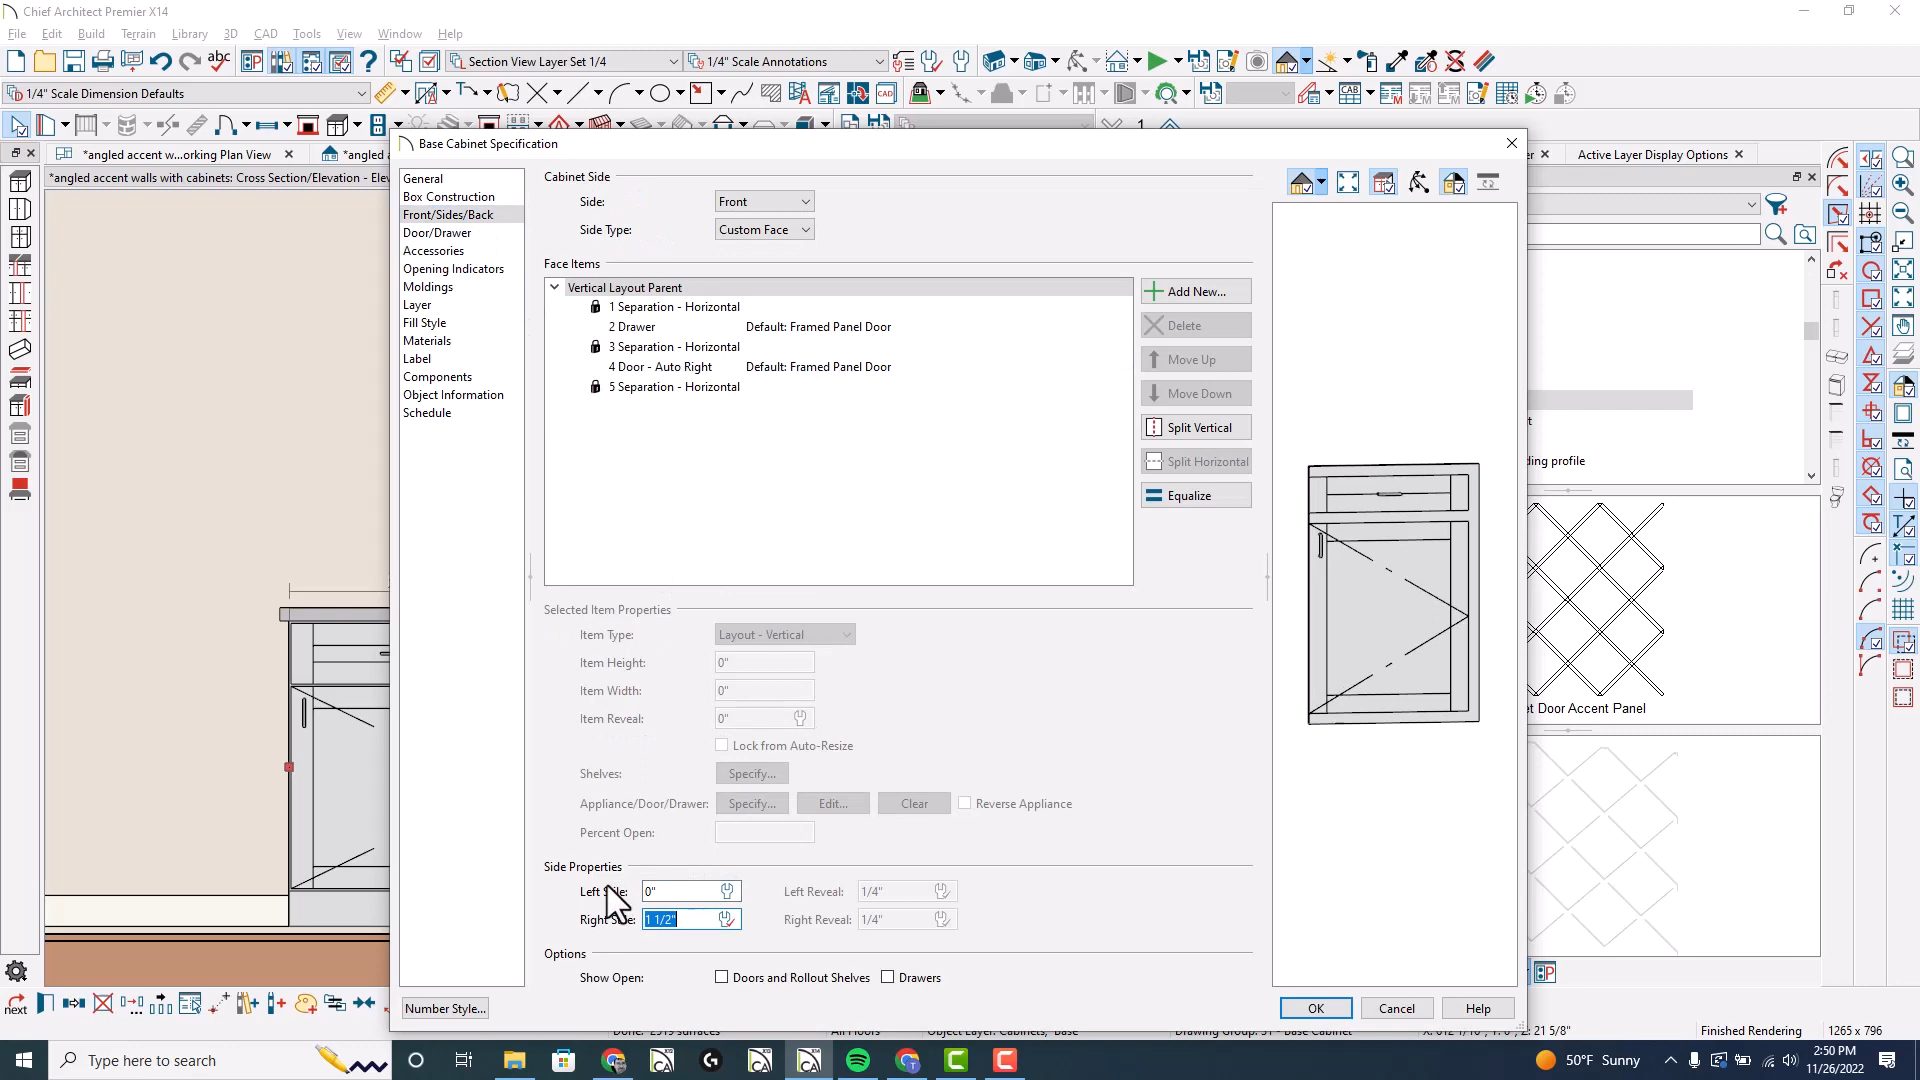 Chief Architect Premier X14
File Edit Build Terrain Library 3D CAD Tools View Window Help
Section View Layer Set 1/4
1/4" Scale Annotations
1/4" Scale Dimension Defaults
*angled accent w...orking Plan View
*angled a
Active Layer Display Options
*angled accent walls with cabinets: Cross Section/Elevation - Elev
Base Cabinet Specification
General
Box Construction
Front/Sides/Back
Door/Drawer
Accessories
Opening Indicators
Moldings
Layer
Fill Style
Materials
Label
Components
Object Information
Schedule
Number Style...
Cabinet Side
Side: Front
Side Type: Custom Face
Face Items
Vertical Layout Parent
1 Separation - Horizontal
2 Drawer Default: Framed Panel Door
3 Separation - Horizontal
4 Door - Auto Right Default: Framed Panel Door
5 Separation - Horizontal
Add New...
Delete
Move Up
Move Down
Split Vertical
Split Horizontal
Equalize
Selected Item Properties
Item Type: Layout - Vertical
Item Height: 0"
Item Width: 0"
Item Reveal: 0"
Lock from Auto-Resize
Shelves: Specify...
Appliance/Door/Drawer: Specify... Edit... Clear Reverse Appliance
Percent Open:
Side Properties
Left 0" Left Reveal: 1/4"
Right 1 1/2" Right Reveal: 1/4"
Options
Show Open: Doors and Rollout Shelves Drawers
OK Cancel Help
t
ding profile
et Door Accent Panel
next
All Floors
Finished Rendering
1265 x 796
Type here to search
50°F Sunny
2:50 PM
11/26/2022